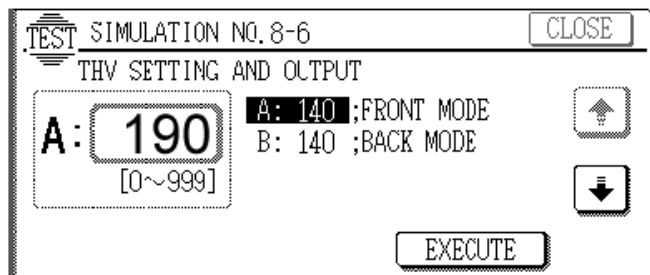 TEST SIMULATION NO.8-6 CLOSE
THV SETTING AND OUTPUT
A: 190
[0~999]
A: 140 ;FRONT MODE
B: 140 ;BACK MODE
EXECUTE